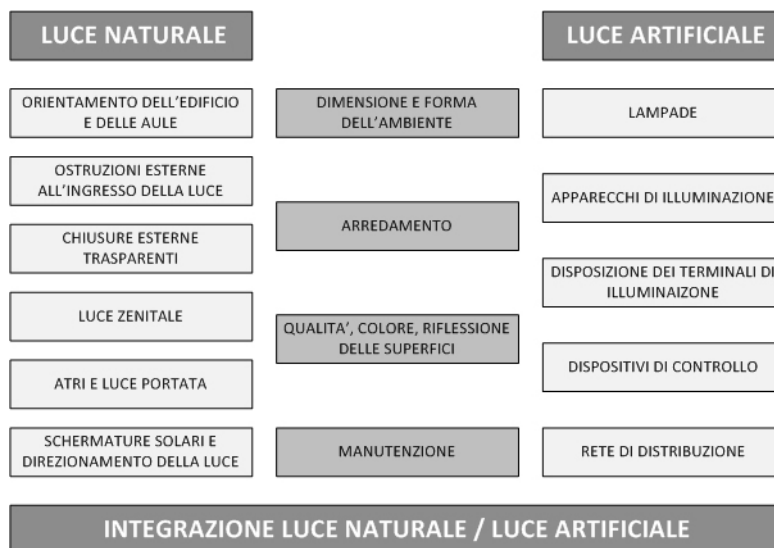 LUCE NATURALE
LUCE ARTIFICIALE
ORIENTAMENTO DELL'EDIFICIO
E DELLE AULE
DIMENSIONE E FORMA
DELL'AMBIENTE
LAMPADE
OSTRUZIONI ESTERNE
ALL'INGRESSO DELLA LUCE
APPARECCHI DI ILLUMINAZIONE
ARREDAMENTO
CHIUSURE ESTERNE
TRASPARENTI
DISPOSIZIONE DEI TERMINALI DI
ILLUMINAIZONE
LUCE ZENITALE
QUALITA', COLORE, RIFLESSIONE
DELLE SUPERFICI
ATRI E LUCE PORTATA
DISPOSITIVI DI CONTROLLO
SCHERMATURE SOLARI E
DIREZIONAMENTO DELLA LUCE
MANUTENZIONE
RETE DI DISTRIBUZIONE
INTEGRAZIONE LUCE NATURALE / LUCE ARTIFICIALE